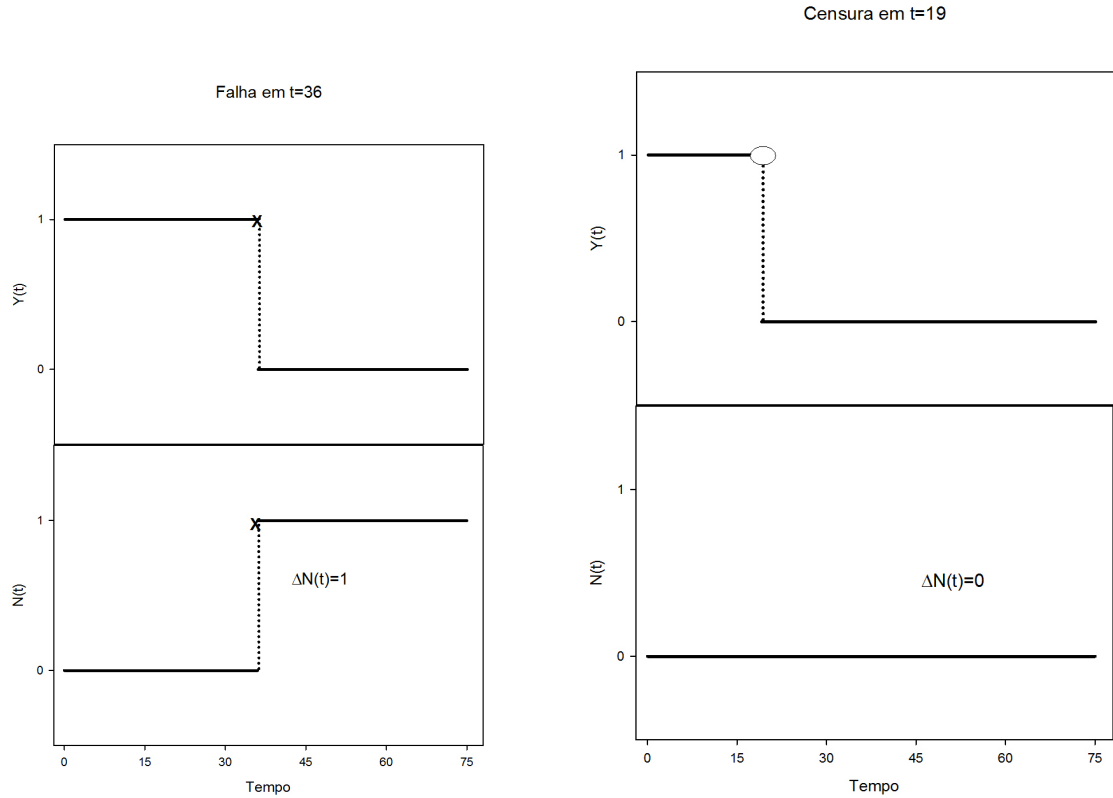 Falha em t=36
1
Y(t)
0
X
1
N(t)
0
X
ΔN(t)=1
0 15 30 45 60 75
Tempo
Censura em t=19
1
Y(t)
0
1
N(t)
0
ΔN(t)=0
0 15 30 45 60 75
Tempo